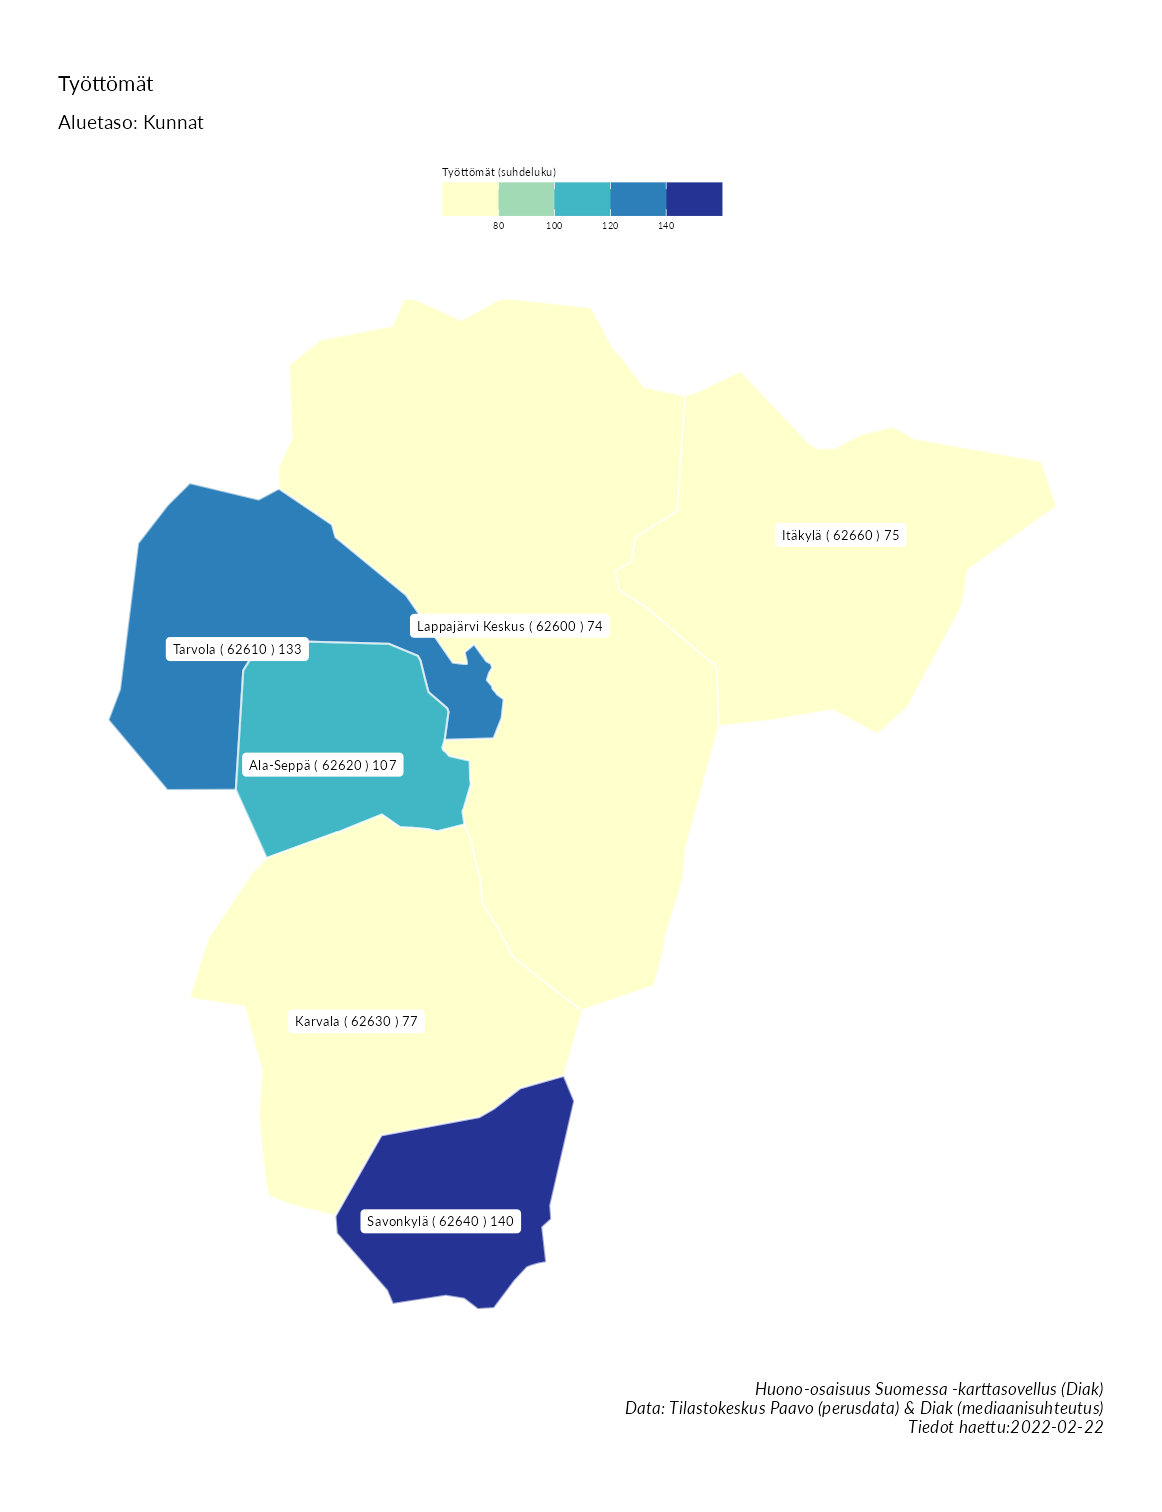 Työttömät
Aluetaso: Kunnat
Työttömät (suhdeluku)
80 100 120 140
Itäkylä ( 62660 ) 75
Lappajärvi Keskus ( 62600 ) 74
Tarvola ( 62610 ) 133
Ala-Seppä ( 62620 ) 107
Karvala ( 62630 ) 77
Savonkylä ( 62640 ) 140
Huono-osaisuus Suomessa -karttasovellus (Diak)
Data: Tilastokeskus Paavo (perusdata) & Diak (mediaanisuhteutus)
Tiedot haettu:2022-02-22